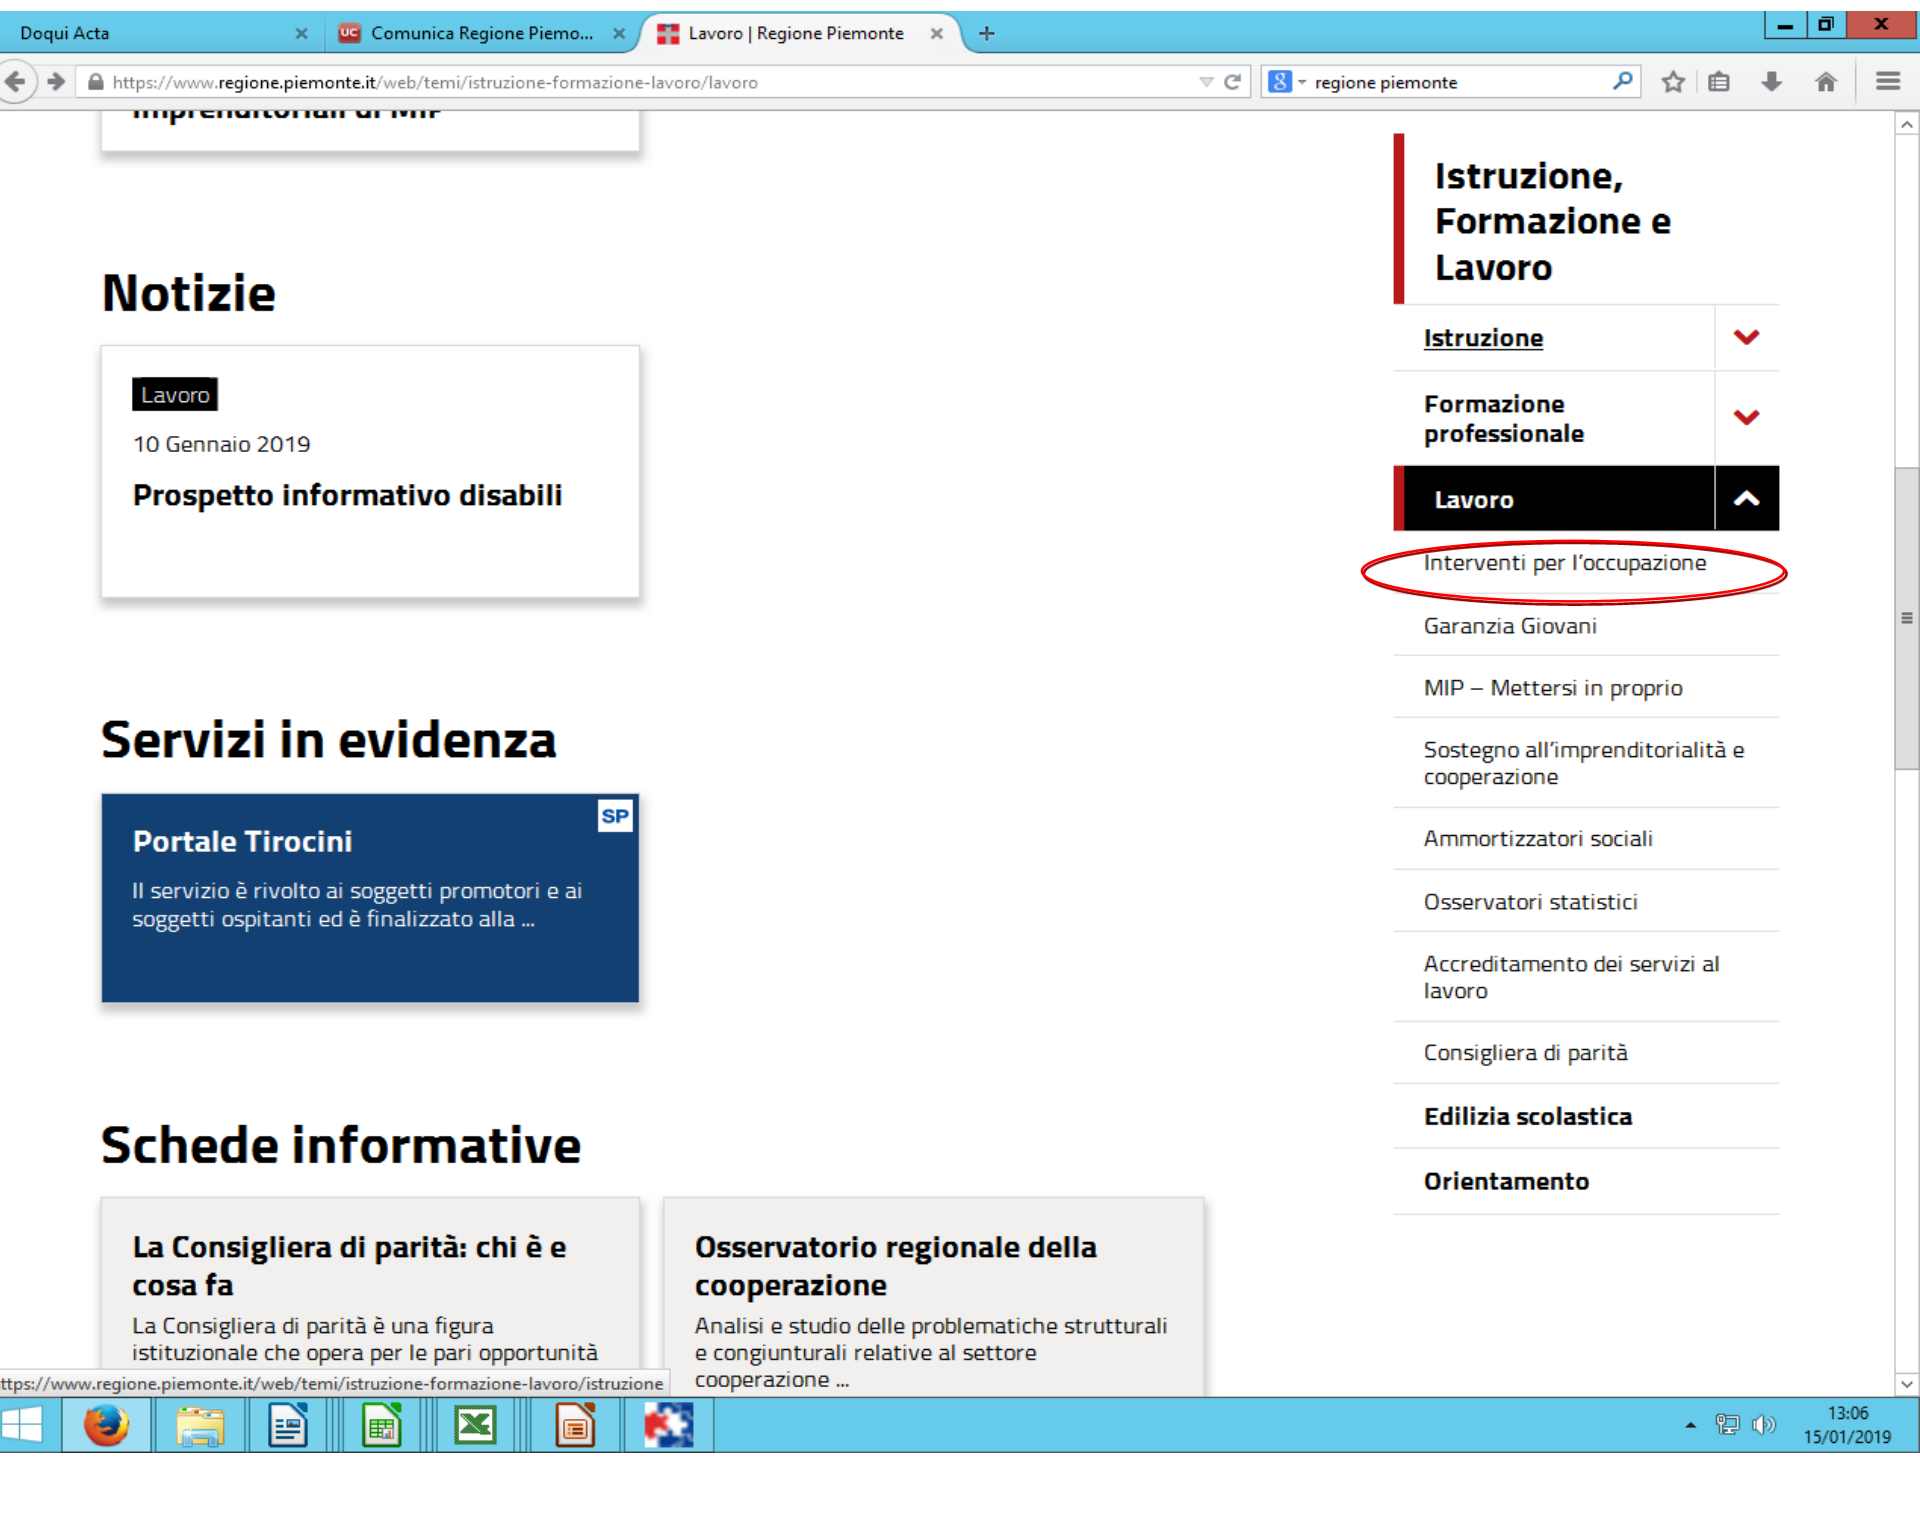 Doqui Acta
UC Comunica Regione Piemo...
Lavoro | Regione Piemonte
https://www.regione.piemonte.it/web/temi/istruzione-formazione-lavoro/lavoro
8 regione piemonte
imprenditoriali di MIP
Notizie
Lavoro
10 Gennaio 2019
Prospetto informativo disabili
Servizi in evidenza
SP
Portale Tirocini
Il servizio è rivolto ai soggetti promotori e ai
soggetti ospitanti ed è finalizzato alla ...
Schede informative
La Consigliera di parità: chi è e
cosa fa
La Consigliera di parità è una figura
istituzionale che opera per le pari opportunità
Osservatorio regionale della
cooperazione
Analisi e studio delle problematiche strutturali
e congiunturali relative al settore
cooperazione ...
Istruzione,
Formazione e
Lavoro
Istruzione
Formazione
professionale
Lavoro
Interventi per l'occupazione
Garanzia Giovani
MIP – Mettersi in proprio
Sostegno all'imprenditorialità e
cooperazione
Ammortizzatori sociali
Osservatori statistici
Accreditamento dei servizi al
lavoro
Consigliera di parità
Edilizia scolastica
Orientamento
ttps://www.regione.piemonte.it/web/temi/istruzione-formazione-lavoro/istruzione
13:06
15/01/2019